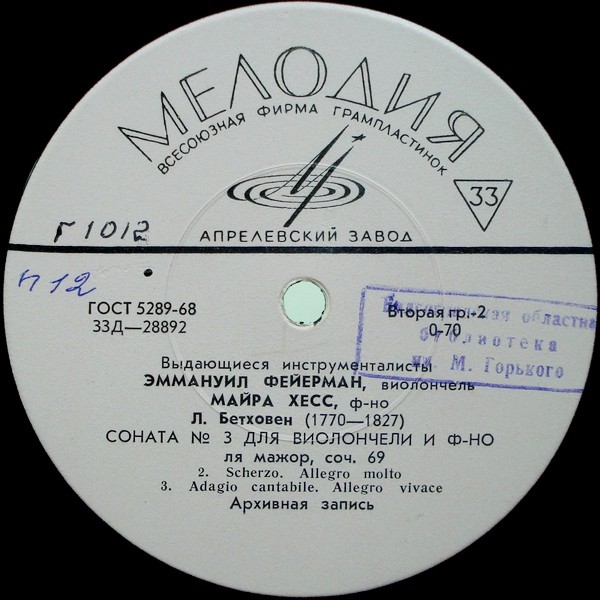 МЕЛОДИЯ
ВСЕСОЮЗНАЯ ФИРМА ГРАМПЛАСТИНОК
33
АПРЕЛЕВСКИЙ ЗАВОД
Г 1012
п 12
ГОСТ 5289-68
33Д—28892
Вторая гр.-2
0-70
областная
библиотека
им. М. Горького
Выдающиеся инструменталисты
ЭММАНУИЛ ФЕЙЕРМАН, виолончель
МАЙРА ХЕСС, ф-но
Л. Бетховен (1770—1827)
СОНАТА № 3 ДЛЯ ВИОЛОНЧЕЛИ И Ф-НО
ля мажор, соч. 69
2. Scherzo. Allegro molto
3. Adagio cantabile. Allegro vivace
Архивная запись